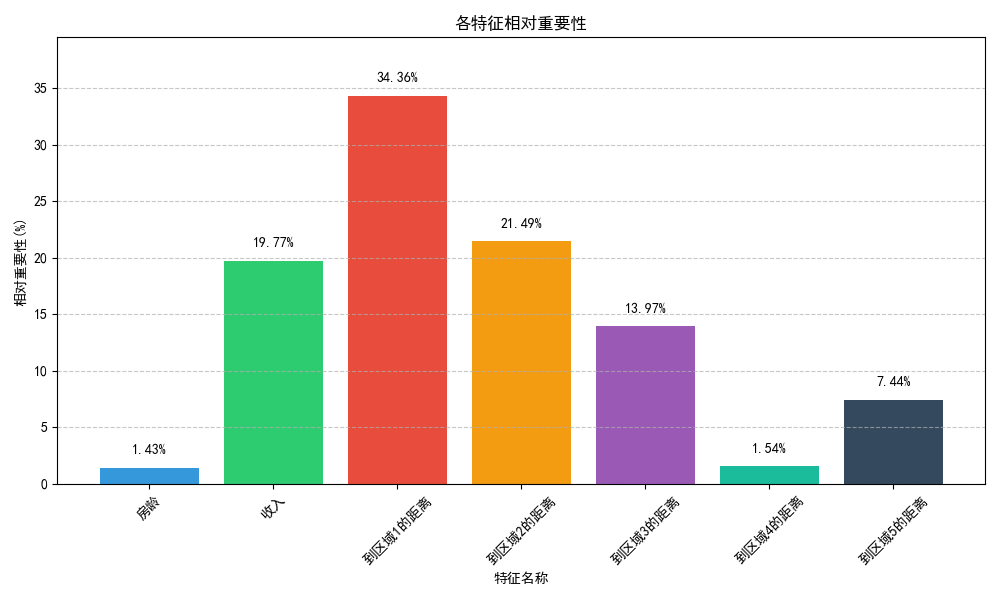 各特征相对重要性
相对重要性(%)
35
30
25
20
15
10
5
0
1.43%
19.77%
34.36%
21.49%
13.97%
1.54%
7.44%
房龄
收入
到区域1的距离
到区域2的距离
到区域3的距离
到区域4的距离
到区域5的距离
特征名称